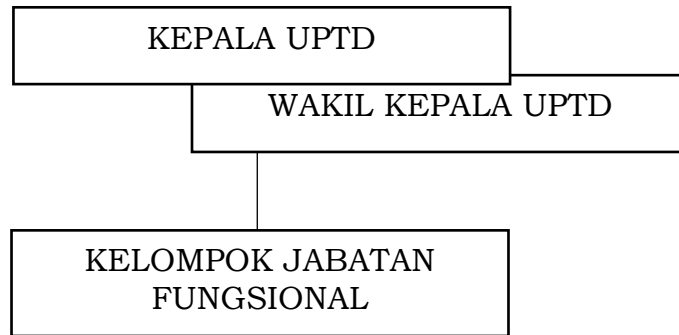 KEPALA UPTD
WAKIL KEPALA UPTD
KELOMPOK JABATAN
FUNGSIONAL